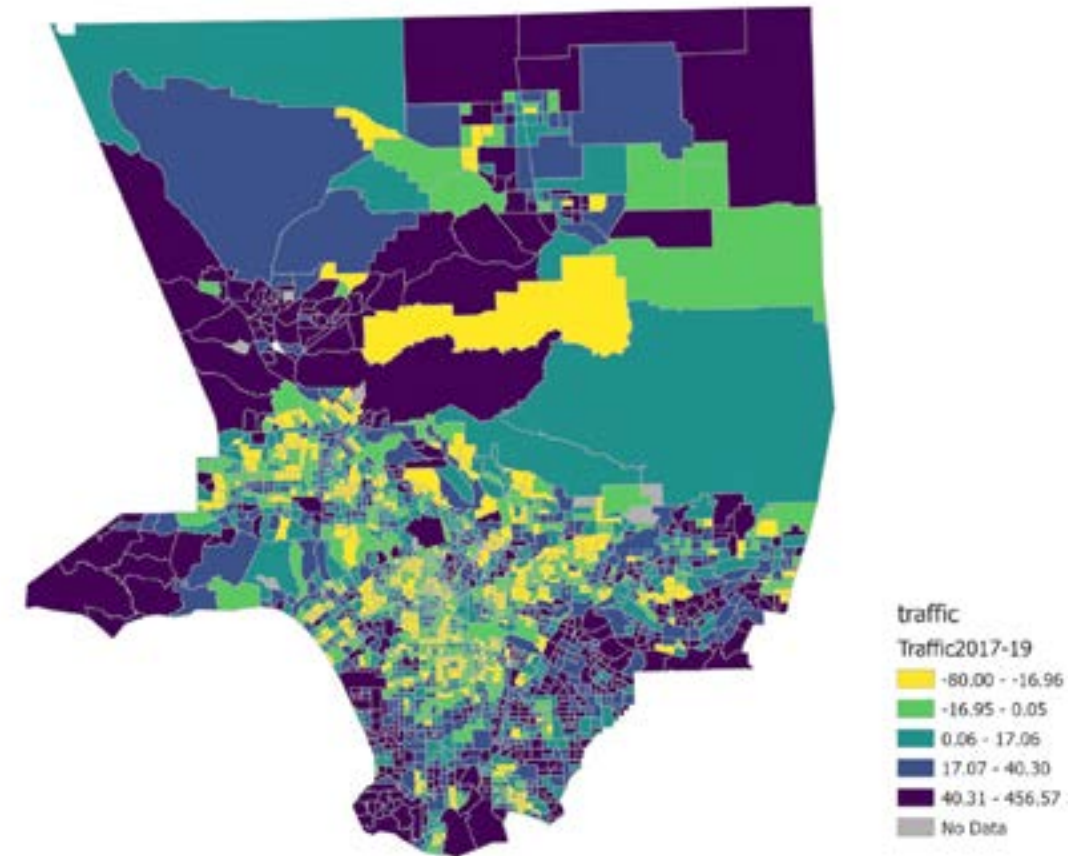 traffic
Traffic2017-19
-80.00 - -16.96
-16.95 - 0.05
0.06 - 17.06
17.07 - 40.30
40.31 - 456.57
No Data